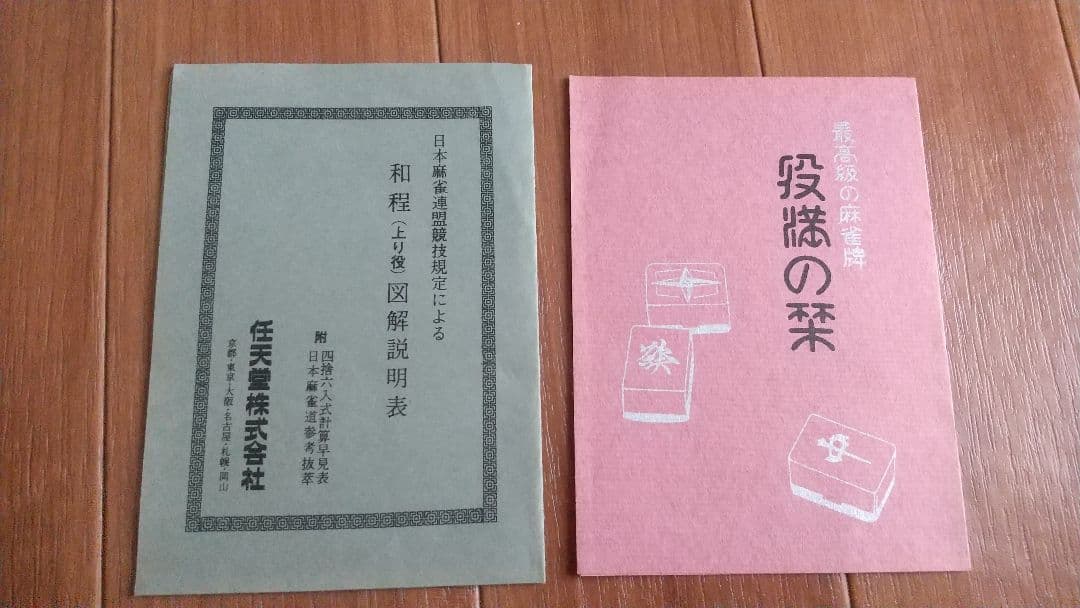 日本麻雀連盟競技規定による
和程(上り役)図解説明表
附 四捨六入式計算早見表
日本麻雀道参考抜萃
任天堂株式会社
京都・東京・大阪・名古屋・札幌・岡山
最高級の麻雀牌
役満の栞
發